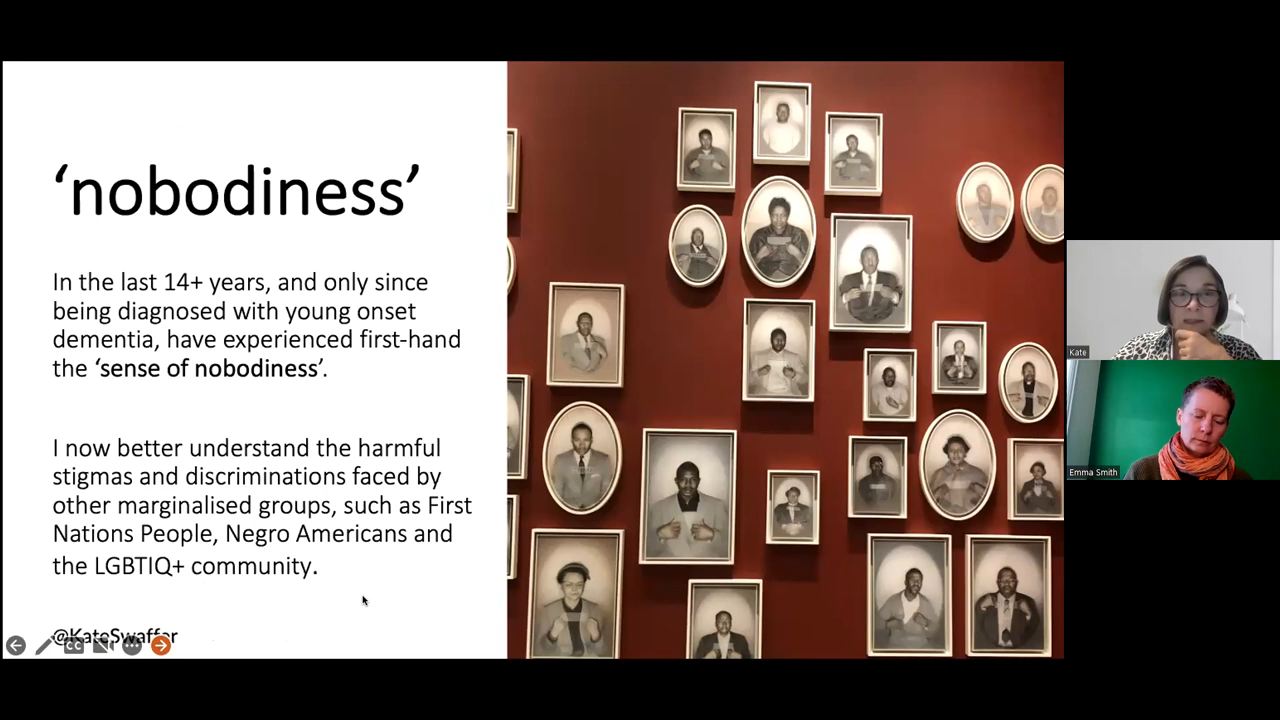 ‘nobodiness’
In the last 14+ years, and only since
being diagnosed with young onset
dementia, have experienced first-hand
the ‘sense of nobodiness’.
I now better understand the harmful
stigmas and discriminations faced by
other marginalised groups, such as First
Nations People, Negro Americans and
the LGBTIQ+ community.
@KateSwaffer
CC
Kate
Emma Smith